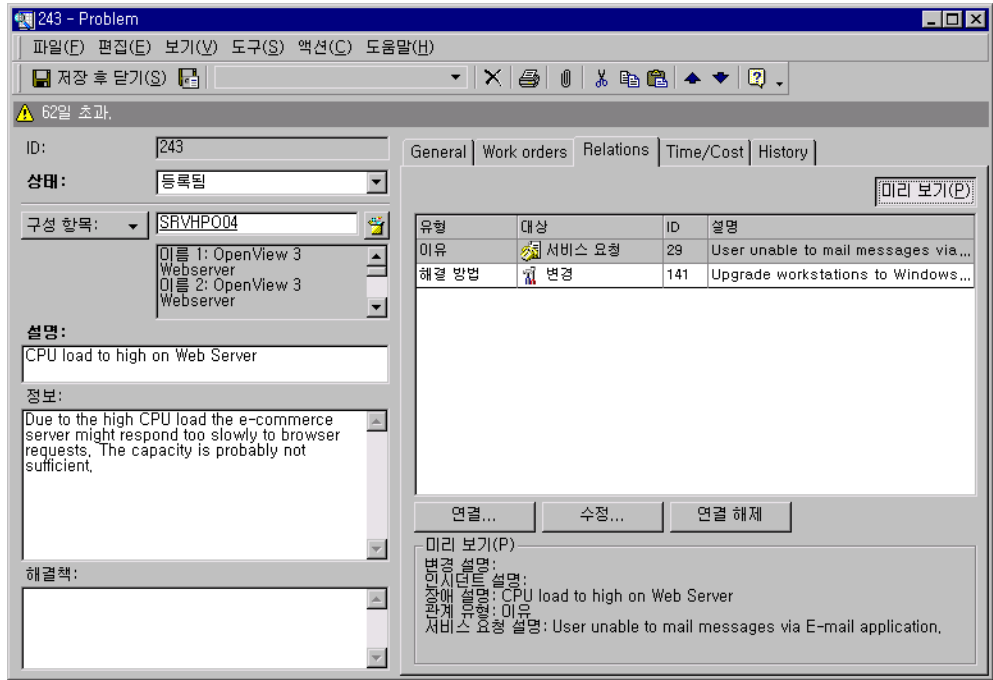 243 - Problem
파일(F) 편집(E) 보기(V) 도구(S) 액션(C) 도움말(H)
저장 후 닫기(S)
62일 초과.
ID: 243
상태: 등록됨
구성 항목: SRVHPO04
이름 1: OpenView 3
Webserver
이름 2: OpenView 3
Webserver
설명:
CPU load to high on Web Server
정보:
Due to the high CPU load the e-commerce
server might respond too slowly to browser
requests. The capacity is probably not
sufficient.
해결책:
General Work orders Relations Time/Cost History
미리 보기(P)
유형 대상 ID 설명
이유 서비스 요청 29 User unable to mail messages via...
해결 방법 변경 141 Upgrade workstations to Windows...
연결... 수정... 연결 해제
미리 보기(P)
변경 설명:
인시던트 설명:
장애 설명: CPU load to high on Web Server
관계 유형: 이유
서비스 요청 설명: User unable to mail messages via E-mail application.